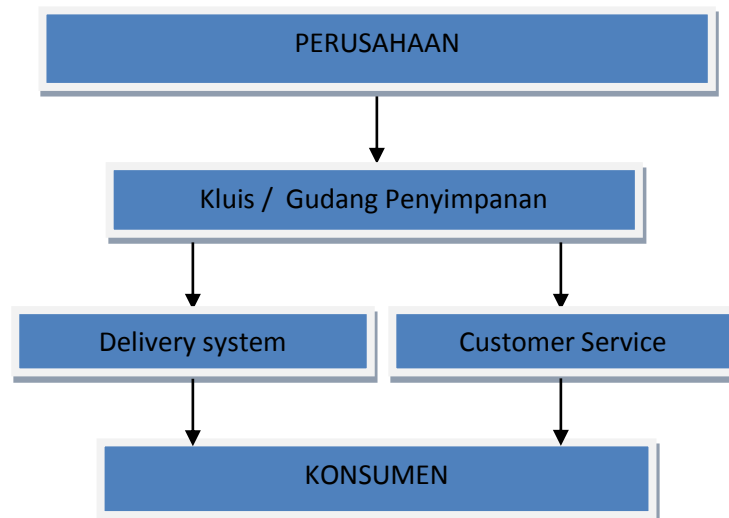 PERUSAHAAN
Kluis / Gudang Penyimpanan
Delivery system
Customer Service
KONSUMEN